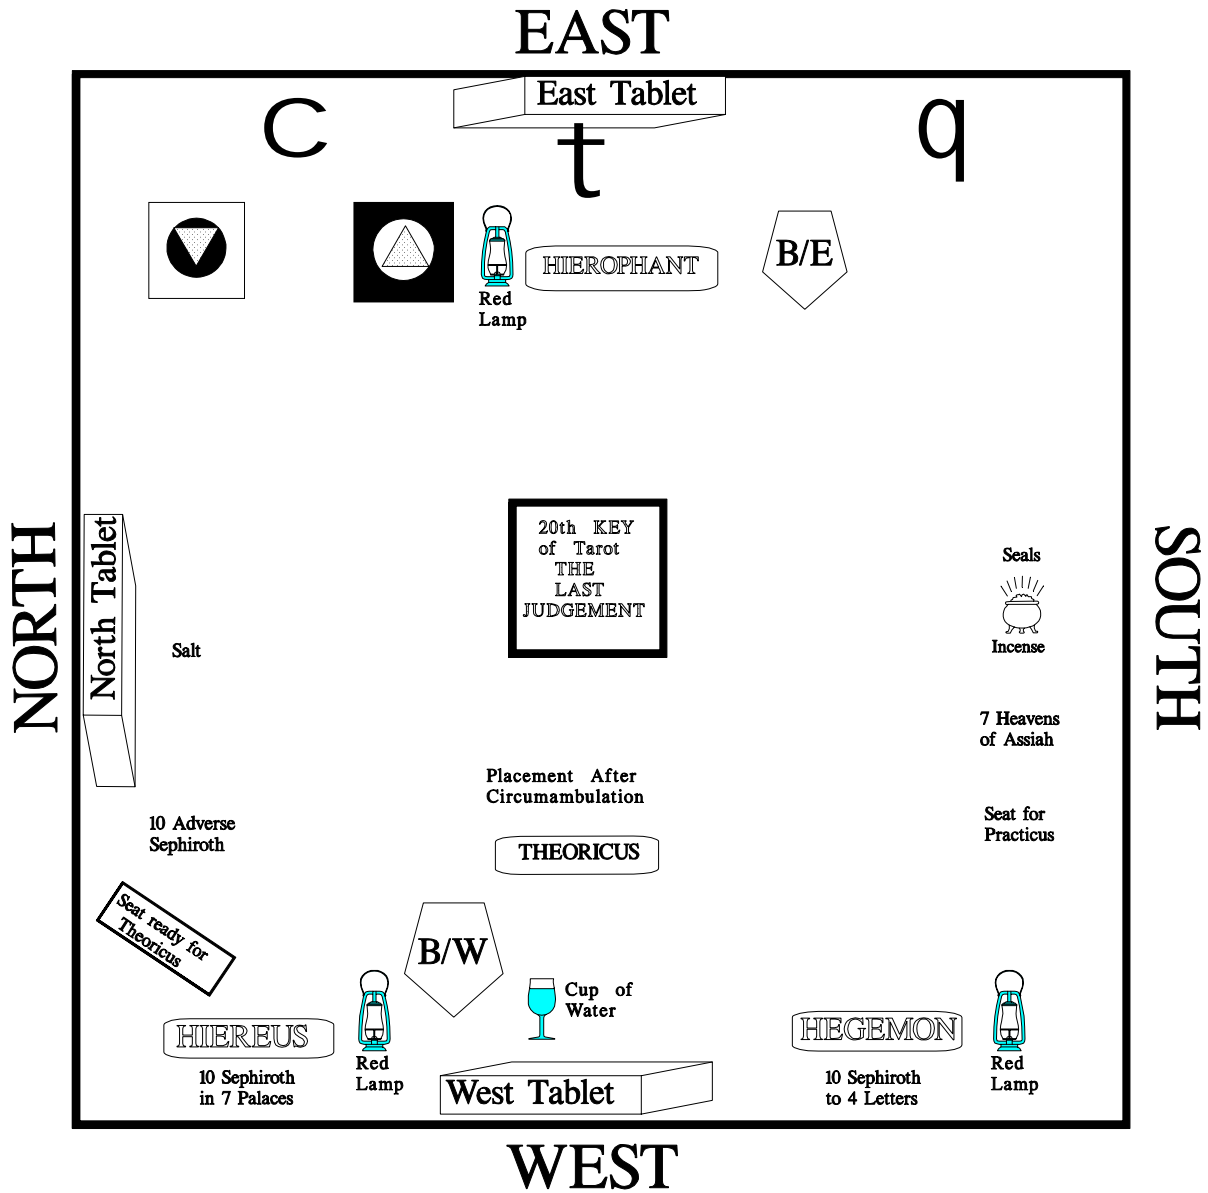 EAST
East Tablet
c
t
q
B/E
HIEROPHANT
Red
Lamp
20th KEY
of Tarot
THE
LAST
JUDGEMENT
NORTH
North Tablet
Salt
SOUTH
Seals
Incense
7 Heavens
of Assiah
Placement After
Circumambulation
THEORICUS
Seat for
Practicus
10 Adverse
Sephiroth
Seat ready for
Theoricus
B/W
Cup of
Water
HIEREUS
10 Sephiroth
in 7 Palaces
Red
Lamp
West Tablet
HEGEMON
10 Sephiroth
to 4 Letters
Red
Lamp
WEST